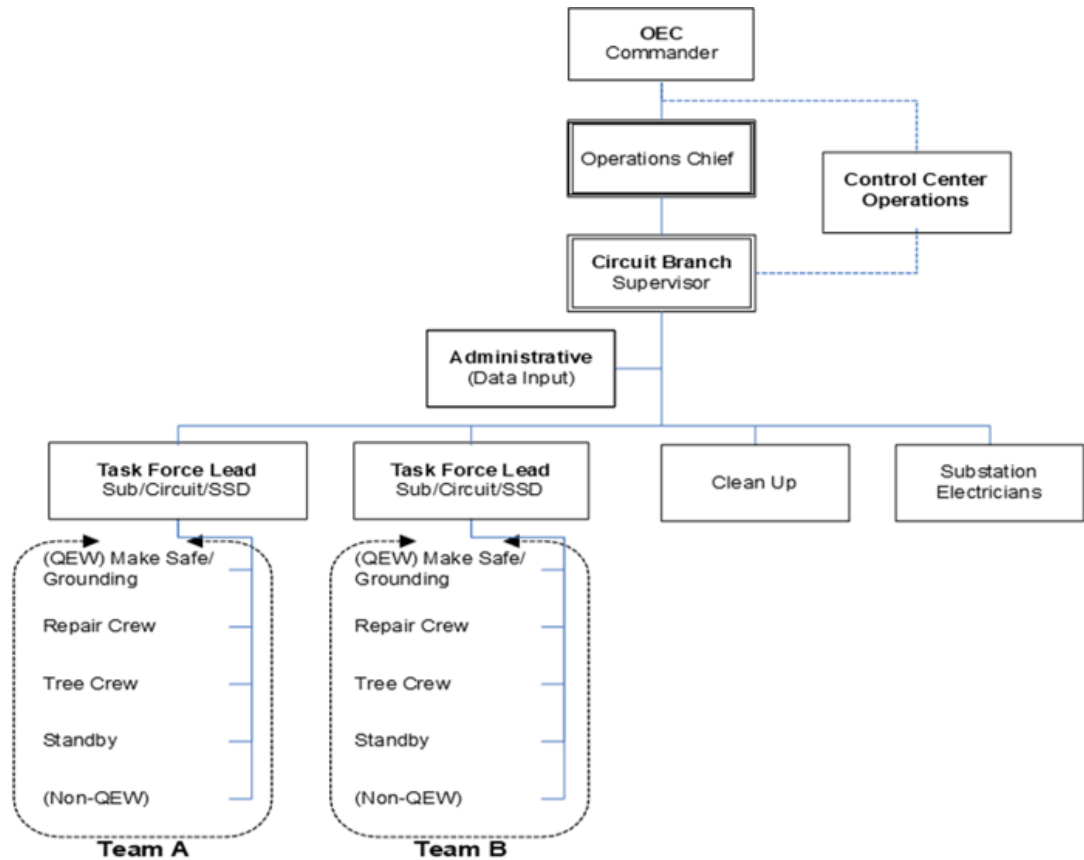 OEC
Commander
Operations Chief
Control Center
Operations
Circuit Branch
Supervisor
Administrative
(Data Input)
Task Force Lead
Sub/Circuit/SSD
Task Force Lead
Sub/Circuit/SSD
Clean Up
Substation
Electricians
(QEW) Make Safe/
Grounding
Repair Crew
Tree Crew
Standby
(Non-QEW)
Team A
(QEW) Make Safe/
Grounding
Repair Crew
Tree Crew
Standby
(Non-QEW)
Team B